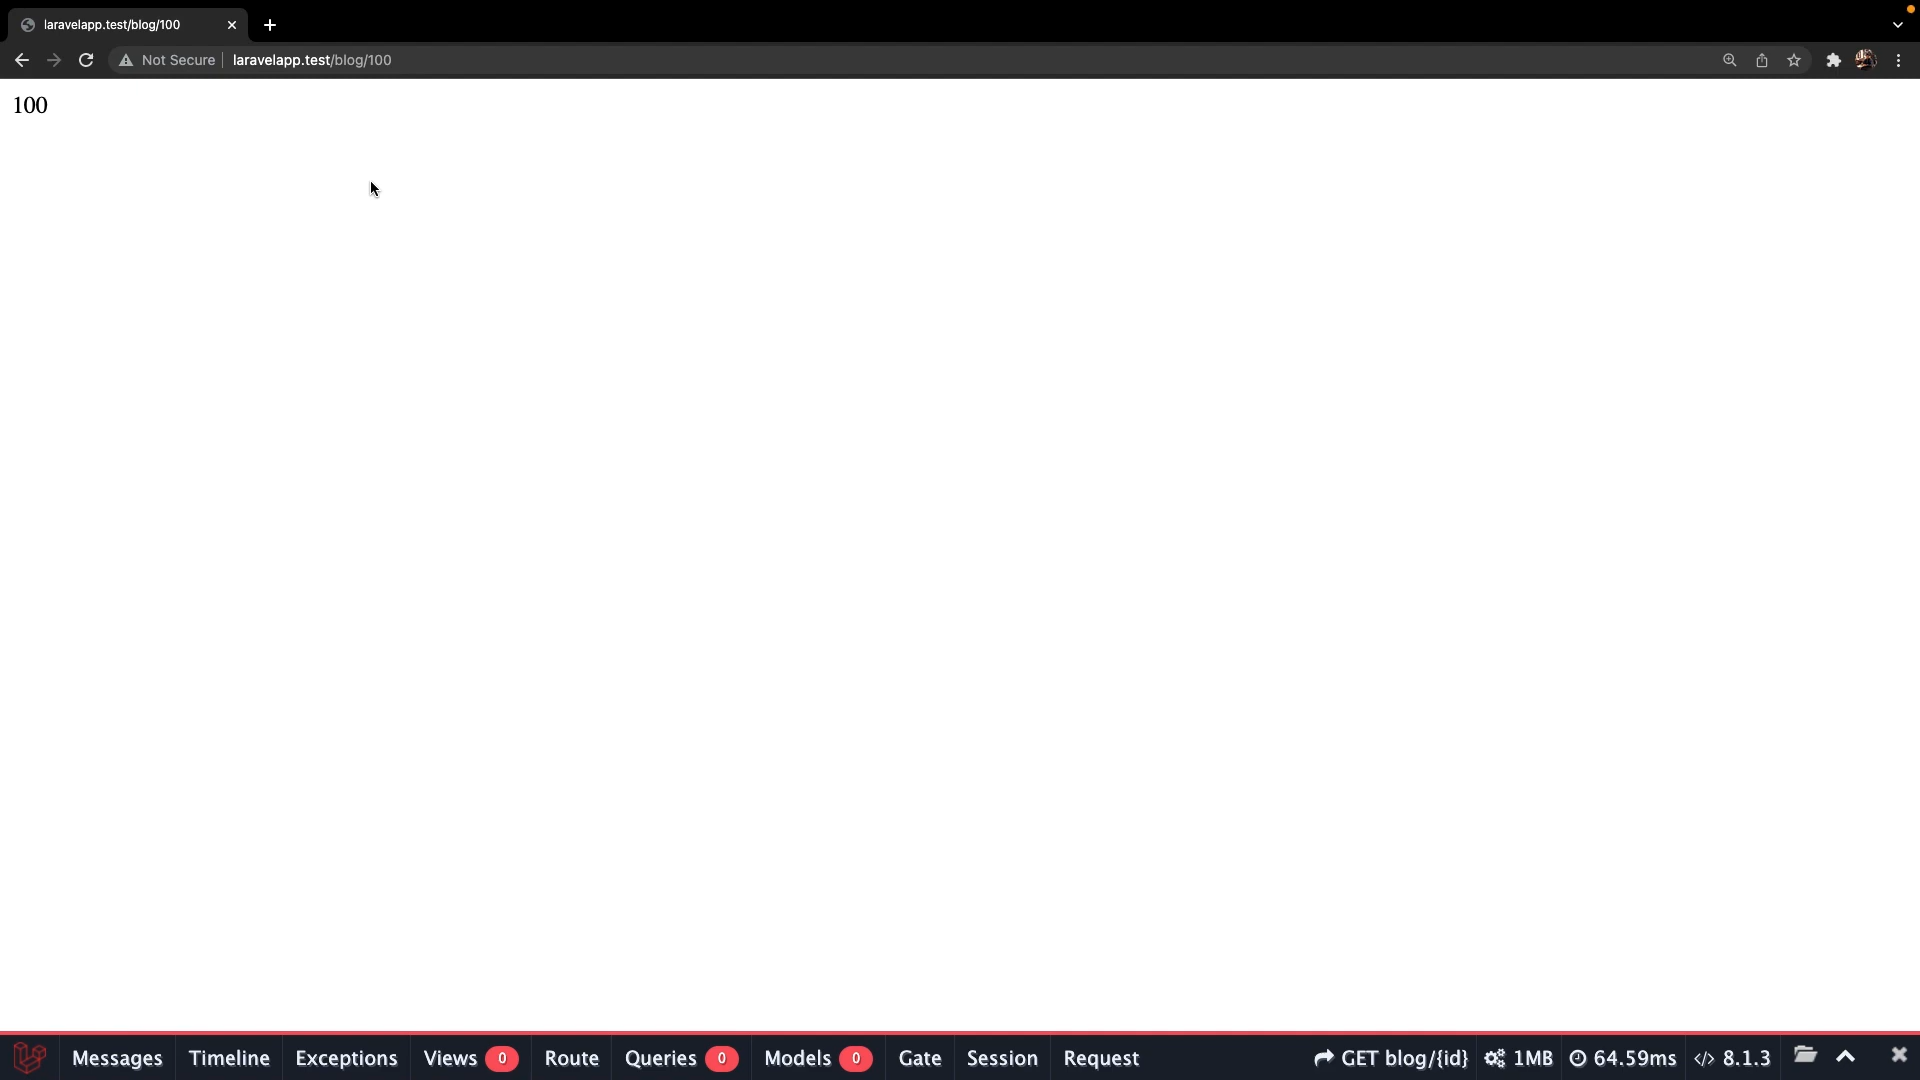 laravelapp.test/blog/100
Not Secure laravelapp.test/blog/100
100
Messages Timeline Exceptions Views 0 Route Queries 0 Models 0 Gate Session Request GET blog/{id} 1MB 64.59ms 8.1.3